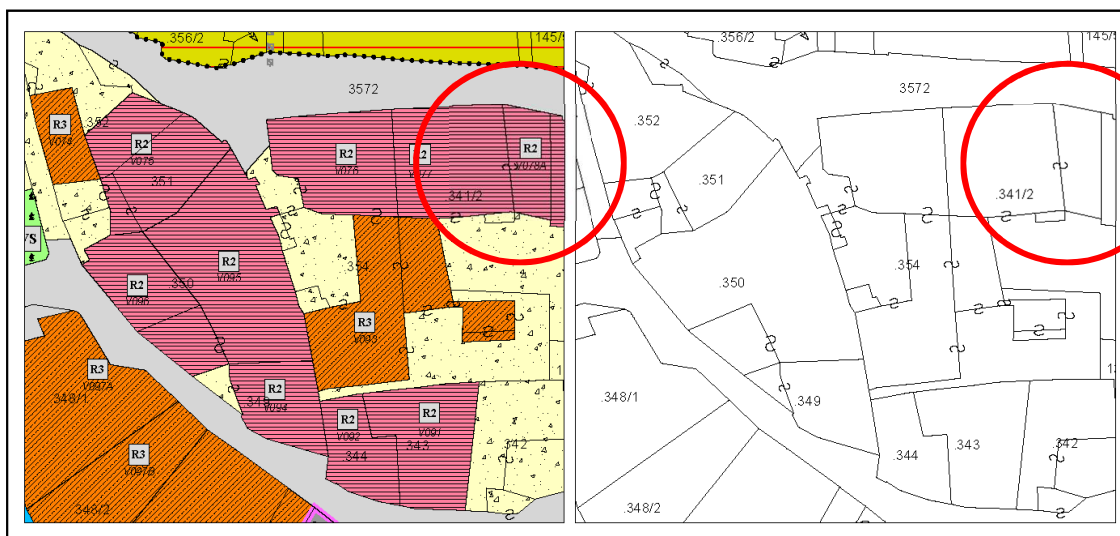 .356/2
145/
3572
R3
V074
.352
R2
V075
.351
R2
V076
R2
V077
R2
V078A
.341/2
VS
R2
V095
.350
R2
V096
.354
R3
V093
R3
V097A
.348/1
R2
V094
.349
R2
V092
R2
V091
.344
.343
.342
R3
V097B
.348/2
.356/2
145/
3572
.352
.351
.341/2
.350
.354
.348/1
.349
.344
.343
.342
.348/2